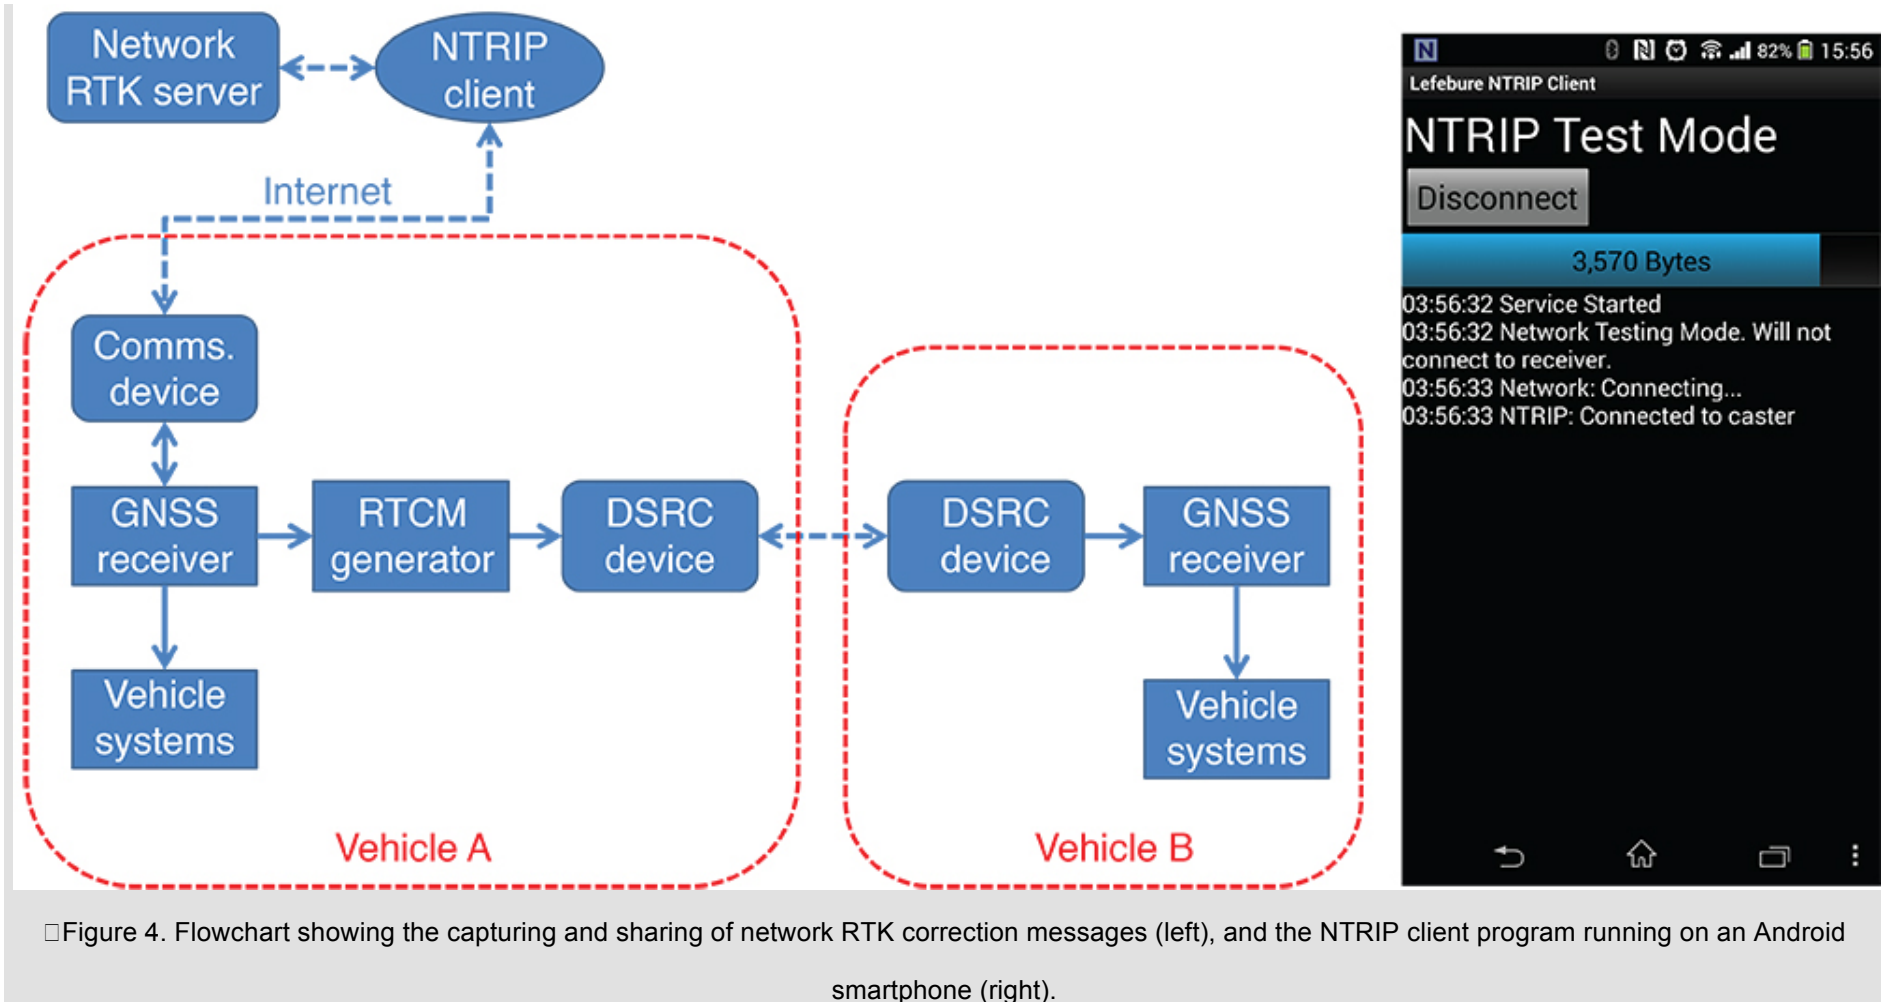 Network
RTK server
NTRIP
client
Internet
Comms.
device
GNSS
receiver
RTCM
generator
DSRC
device
Vehicle
systems
Vehicle A
DSRC
device
GNSS
receiver
Vehicle
systems
Vehicle B
N
82% 15:56
Lefebure NTRIP Client
NTRIP Test Mode
Disconnect
3,570 Bytes
03:56:32 Service Started
03:56:32 Network Testing Mode. Will not
connect to receiver.
03:56:33 Network: Connecting...
03:56:33 NTRIP: Connected to caster
□Figure 4. Flowchart showing the capturing and sharing of network RTK correction messages (left), and the NTRIP client program running on an Android
smartphone (right).